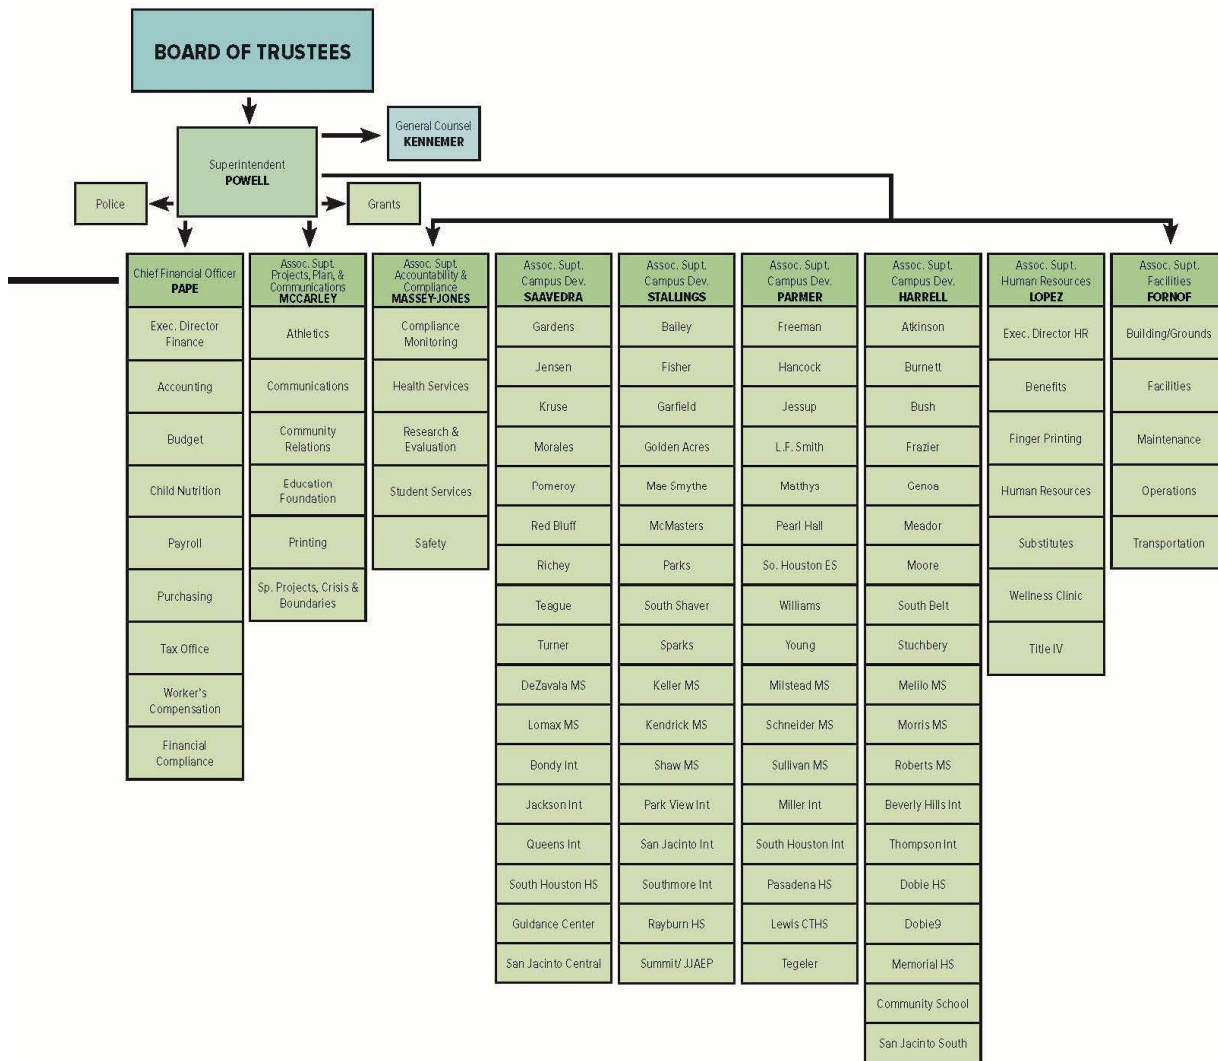 BOARD OF TRUSTEES
General Counsel
KENNEMER
Superintendent
POWELL
Police
Grants
Chief Financial Officer
PAPE
Exec. Director
Finance
Accounting
Budget
Child Nutrition
Payroll
Purchasing
Tax Office
Worker's
Compensation
Financial
Compliance
Assoc. Supt.
Projects, Plan, &
Communications
MCCARLEY
Athletics
Communications
Community
Relations
Education
Foundation
Printing
Sp. Projects, Crisis &
Boundaries
Assoc. Supt.
Accountability &
Compliance
MASSEY-JONES
Compliance
Monitoring
Health Services
Research &
Evaluation
Student Services
Safety
Assoc. Supt.
Campus Dev.
SAAVEDRA
Gardens
Jensen
Kruse
Morales
Pomeroy
Red Bluff
Richey
Teague
Turner
DeZavala MS
Lomax MS
Bondy Int
Jackson Int
Queens Int
South Houston HS
Guidance Center
San Jacinto Central
Assoc. Supt.
Campus Dev.
STALLINGS
Bailey
Fisher
Garfield
Golden Acres
Mae Smythe
McMasters
Parks
South Shaver
Sparks
Keller MS
Kendrick MS
Shaw MS
Park View Int
San Jacinto Int
Southmore Int
Rayburn HS
Summit/ JJAEP
Assoc. Supt.
Campus Dev.
PARMER
Freeman
Hancock
Jessup
L.F. Smith
Matthys
Pearl Hall
So. Houston ES
Williams
Young
Milstead MS
Schneider MS
Sullivan MS
Miller Int
South Houston Int
Pasadena HS
Lewis CTHS
Tegeler
Assoc. Supt.
Campus Dev.
HARRELL
Atkinson
Burnett
Bush
Frazier
Genoa
Meador
Moore
South Belt
Stuchbery
Melilo MS
Morris MS
Roberts MS
Beverly Hills Int
Thompson Int
Dobie HS
Dobie9
Memorial HS
Community School
San Jacinto South
Assoc. Supt.
Human Resources
LOPEZ
Exec. Director HR
Benefits
Finger Printing
Human Resources
Substitutes
Wellness Clinic
Title IV
Assoc. Supt.
Facilities
FORNOF
Building/Grounds
Facilities
Maintenance
Operations
Transportation